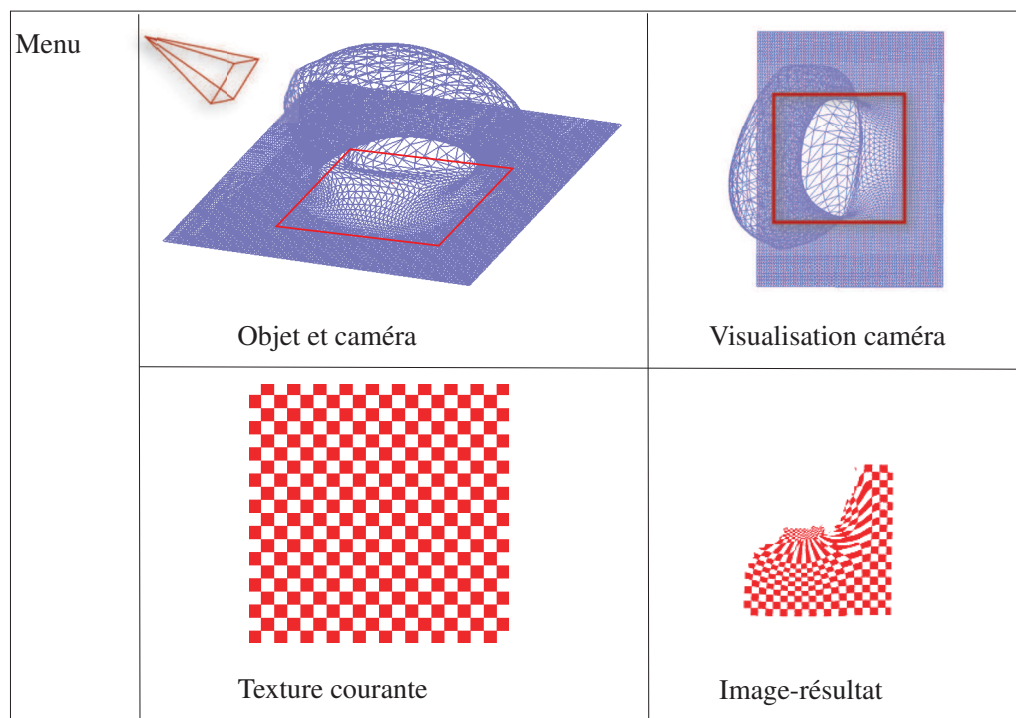 Menu
Objet et caméra
Visualisation caméra
Texture courante
Image-résultat